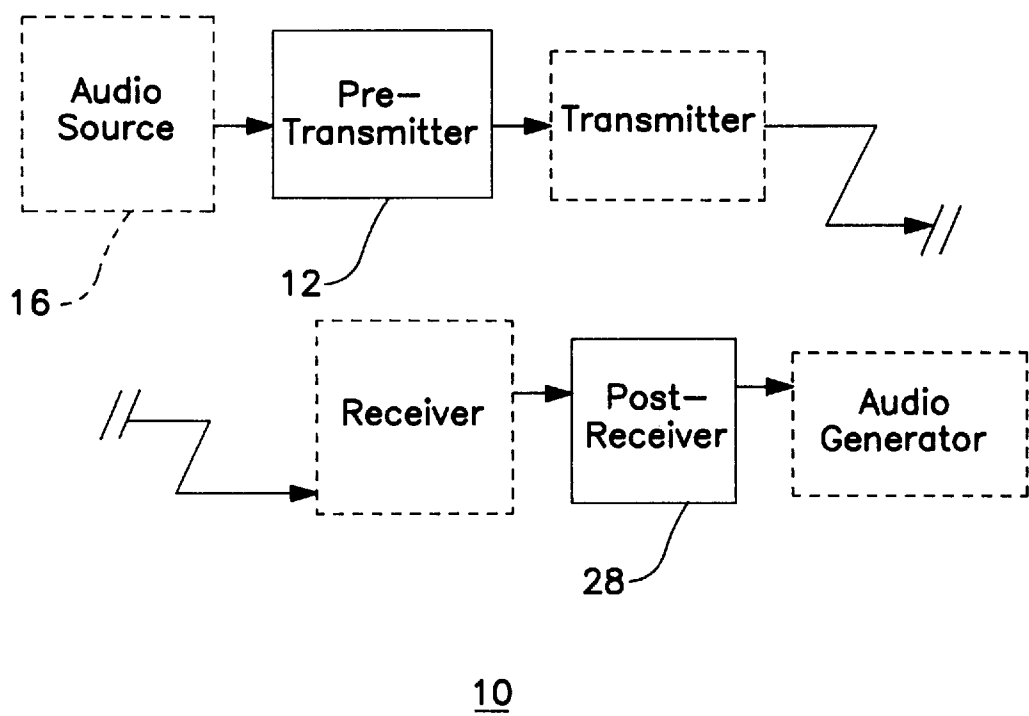 Audio
Source
Pre-
Transmitter
Transmitter
16
12
Receiver
Post-
Receiver
Audio
Generator
28
10